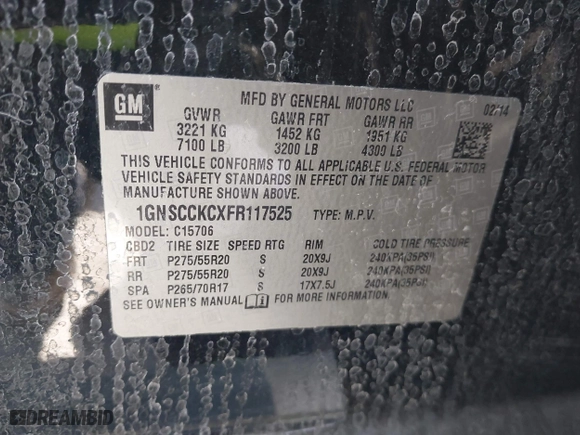 GM
MFD BY GENERAL MOTORS LLC
02/14
GVWR GAWR FRT GAWR RR
3221 KG 1452 KG 1951 KG
7100 LB 3200 LB 4300 LB
THIS VEHICLE CONFORMS TO ALL APPLICABLE U.S. FEDERAL MOTOR
VEHICLE SAFETY STANDARDS IN EFFECT ON THE DATE OF
MANUFACTURE SHOWN ABOVE.
1GNSCCKCXFR117525 TYPE: M.P.V.
MODEL: C15706
CBD2 TIRE SIZE SPEED RTG RIM COLD TIRE PRESSURE
FRT P275/55R20 S 20X9J 240KPA(35PSI)
RR P275/55R20 S 20X9J 240KPA(35PSI)
SPA P265/70R17 S 17X7.5J 240KPA(35PSI)
SEE OWNER'S MANUAL FOR MORE INFORMATION.
DREAMBID